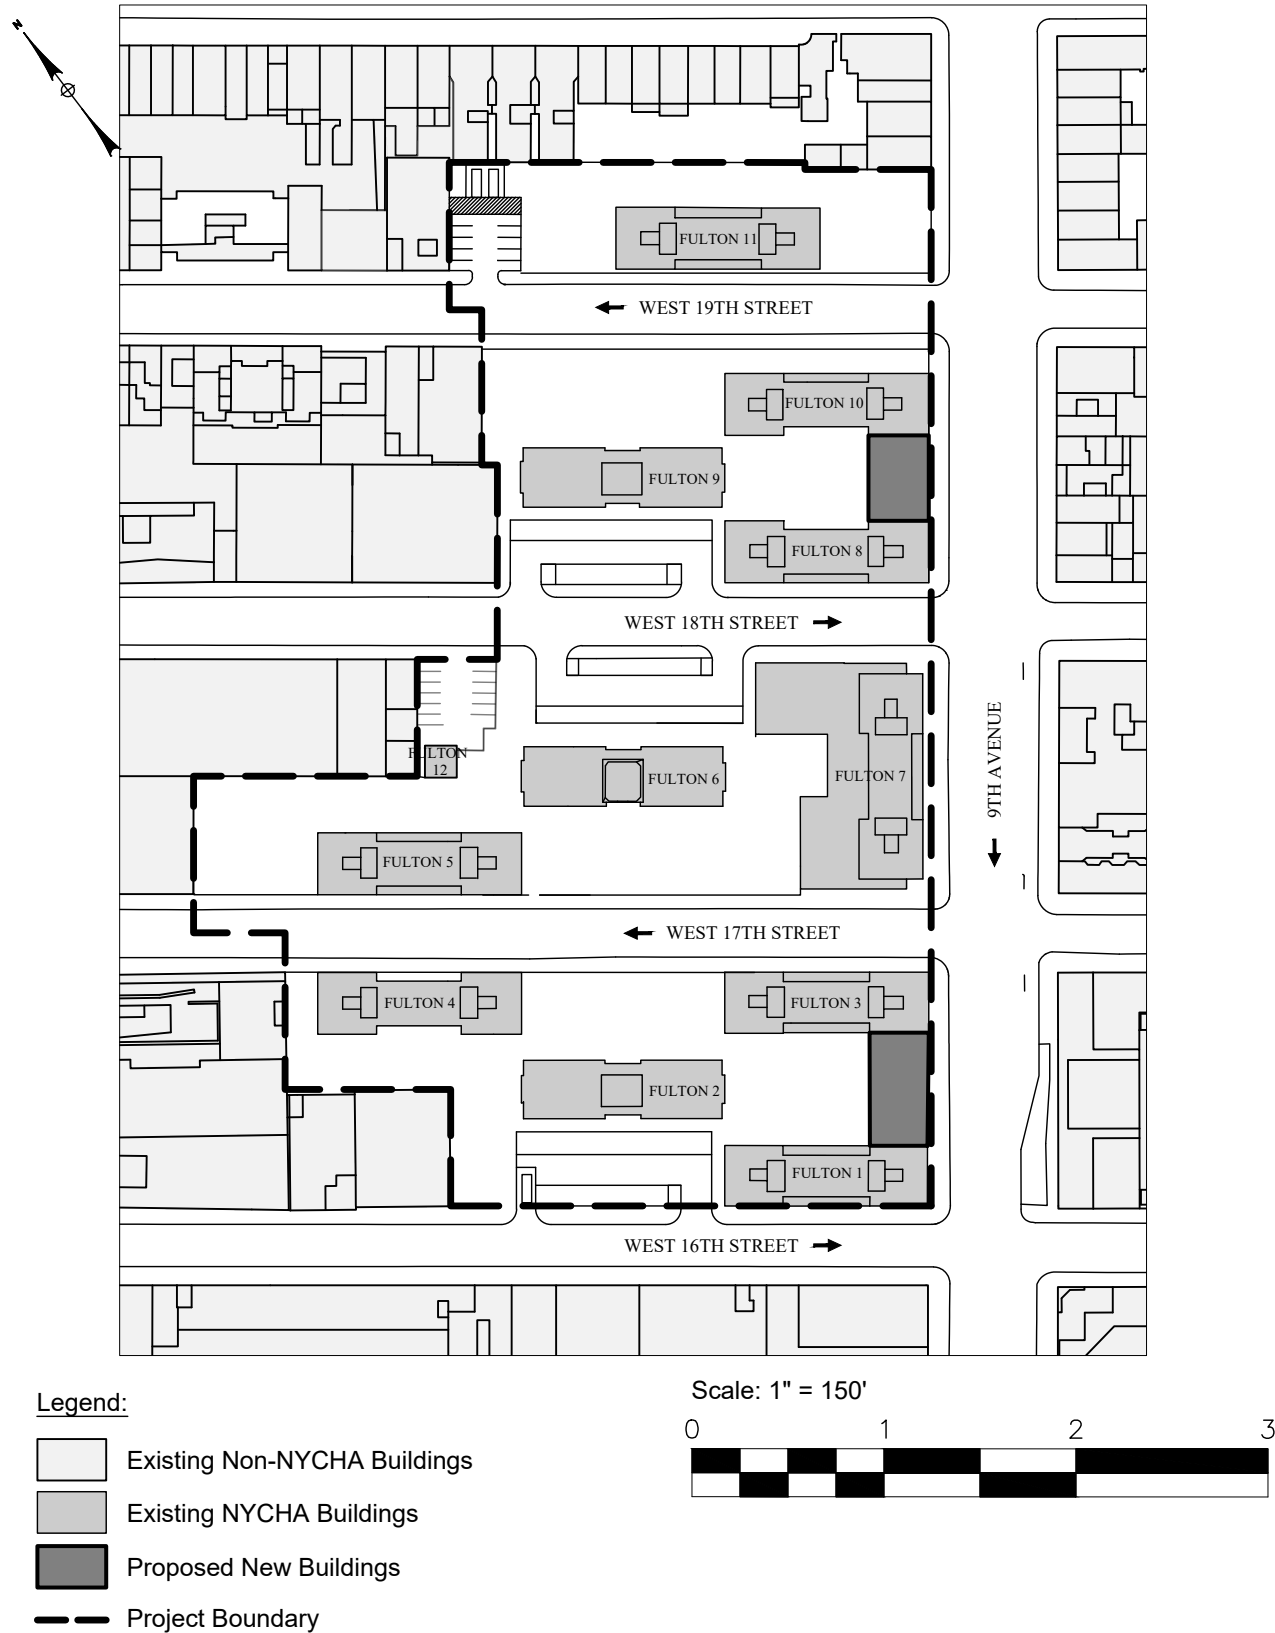 N
FULTON 11
WEST 19TH STREET
FULTON 10
FULTON 9
FULTON 8
WEST 18TH STREET
9TH AVENUE
FULTON
12
FULTON 6
FULTON 7
FULTON 5
WEST 17TH STREET
FULTON 4
FULTON 3
FULTON 2
FULTON 1
WEST 16TH STREET
Legend:
Existing Non-NYCHA Buildings
Existing NYCHA Buildings
Proposed New Buildings
Project Boundary
Scale: 1" = 150'
0 1 2 3